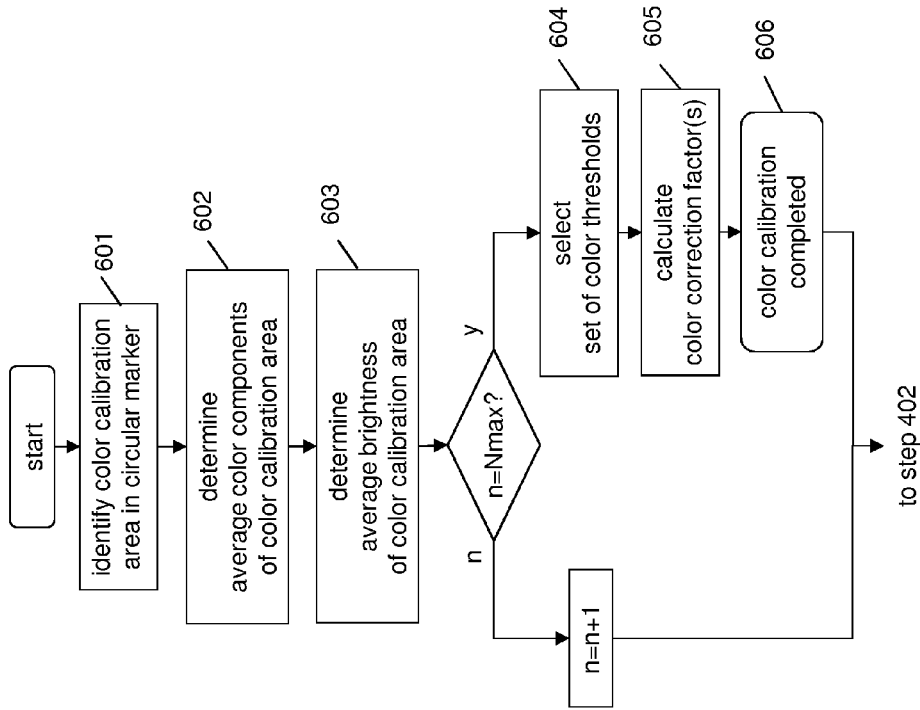 start
601
identify color calibration
area in circular marker
602
determine
average color components
of color calibration area
603
determine
average brightness
of color calibration area
n=Nmax?
n
y
n=n+1
604
select
set of color thresholds
605
calculate
color correction factor(s)
606
color calibration
completed
to step 402